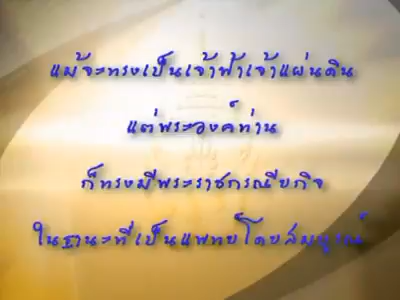 แม้จะทรงเป็นเจ้าฟ้าเจ้าแผ่นดิน
แต่พระองค์ท่าน
ก็ทรงมีพระราชกรณียกิจ
ในฐานะที่เป็นแพทย์โดยสมบูรณ์